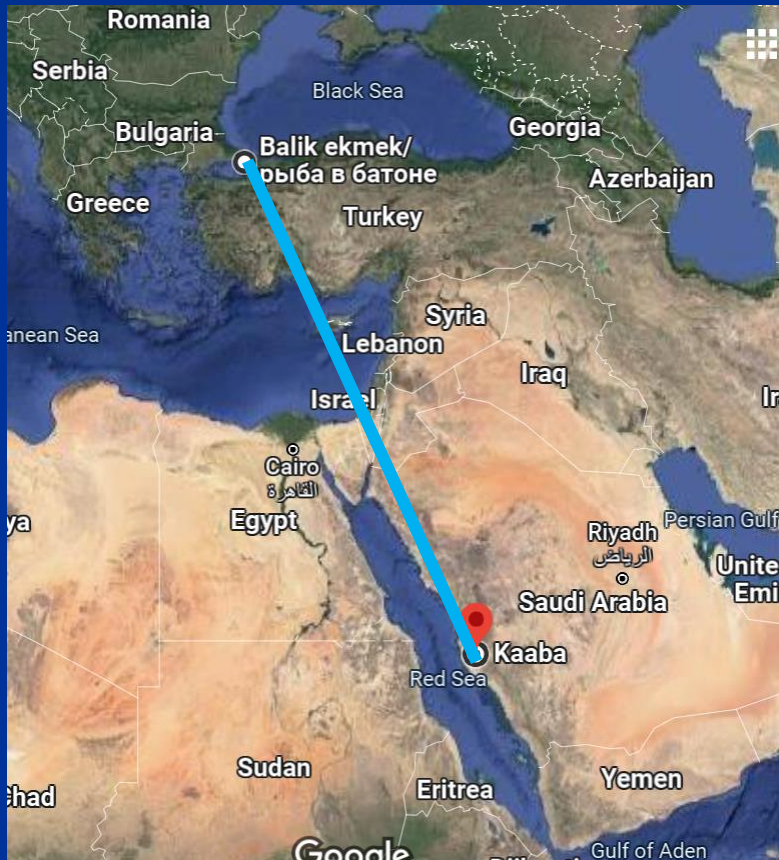 Romania
Serbia
Black Sea
Bulgaria
Georgia
Balik ekmek/
рыба в батоне
Azerbaijan
Greece
Turkey
Syria
anean Sea
Lebanon
Iraq
Israel
Ir
Cairo
القاهرة
ya
Egypt
Persian Gulf
Riyadh
الرياض
United
Emi
Saudi Arabia
Kaaba
Red Sea
Sudan
Yemen
Chad
Eritrea
Google
Gulf of Aden